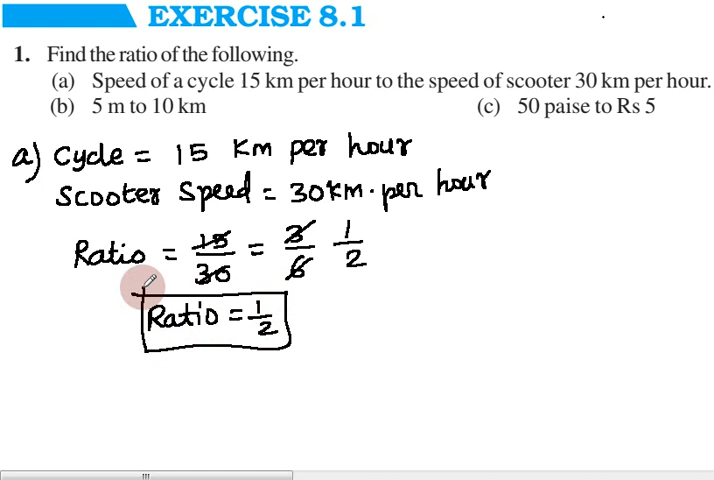 EXERCISE 8.1
1. Find the ratio of the following.
(a) Speed of a cycle 15 km per hour to the speed of scooter 30 km per hour.
(b) 5 m to 10 km (c) 50 paise to Rs 5
a) Cycle = 15 Km per hour
Scooter Speed = 30km. per hour
Ratio = 15/30 = 3/6 1/2
Ratio = 1/2